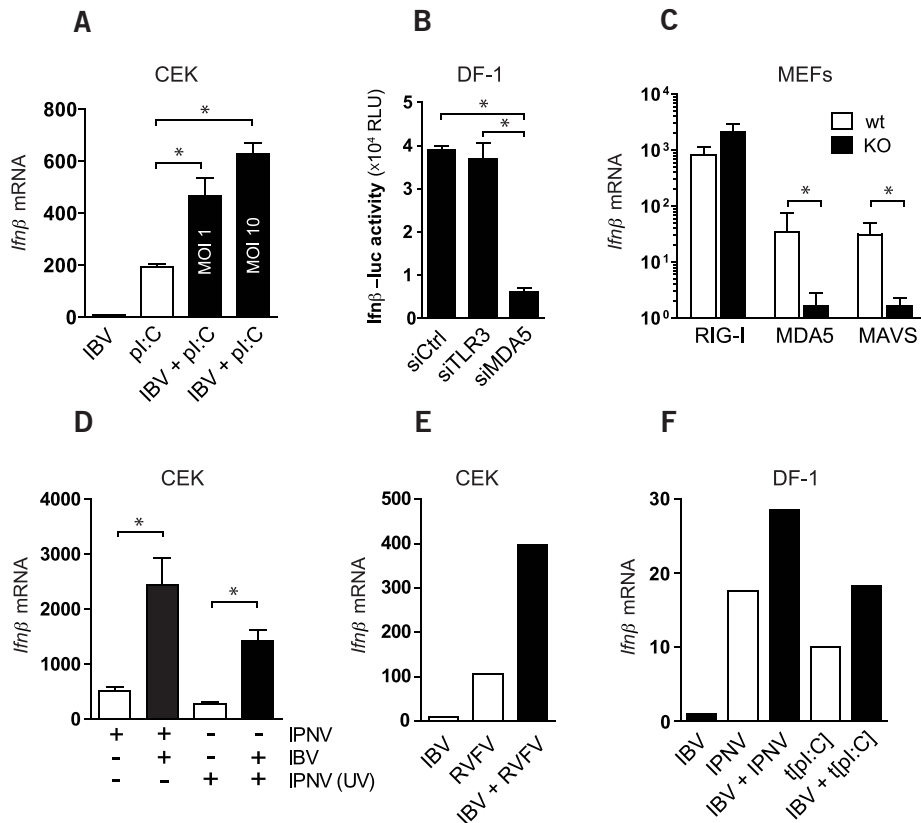 A
CEK
Ifnβ mRNA
800
600
400
200
0
*
*
MOI 1
MOI 10
IBV
pI:C
IBV + pI:C
IBV + pI:C
B
DF-1
Ifnβ –luc activity (×10⁴ RLU)
5
4
3
2
1
0
*
*
siCtrl
siTLR3
siMDA5
C
MEFs
Ifnβ mRNA
10⁴
10³
10²
10¹
10⁰
wt
KO
*
*
RIG-I MDA5 MAVS
D
CEK
Ifnβ mRNA
4000
3000
2000
1000
0
*
*
+ + - - IPNV
- + - + IBV
- - + + IPNV (UV)
E
CEK
Ifnβ mRNA
500
400
300
200
100
0
IBV
RVFV
IBV + RVFV
F
DF-1
Ifnβ mRNA
30
20
10
0
IBV
IPNV
IBV + IPNV
t[pI:C]
IBV + t[pI:C]